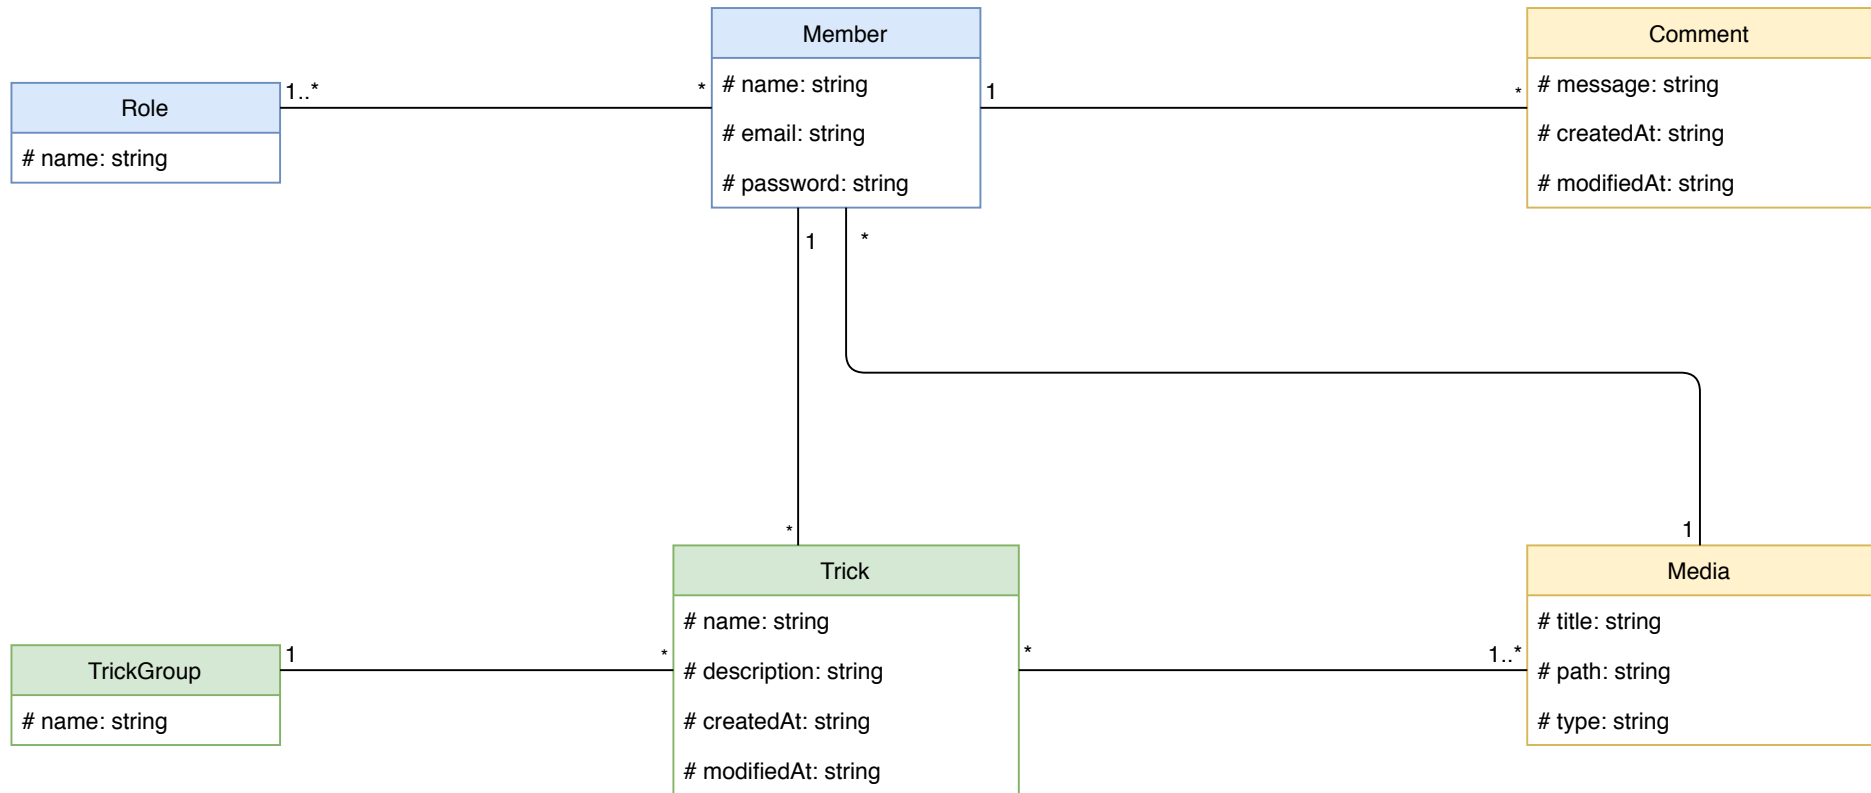 Member
# name: string
# email: string
# password: string
Comment
# message: string
# createdAt: string
# modifiedAt: string
Role
# name: string
1..*
*
1
*
1
*
*
1
Trick
# name: string
# description: string
# createdAt: string
# modifiedAt: string
Media
# title: string
# path: string
# type: string
TrickGroup
# name: string
1
*
*
1..*